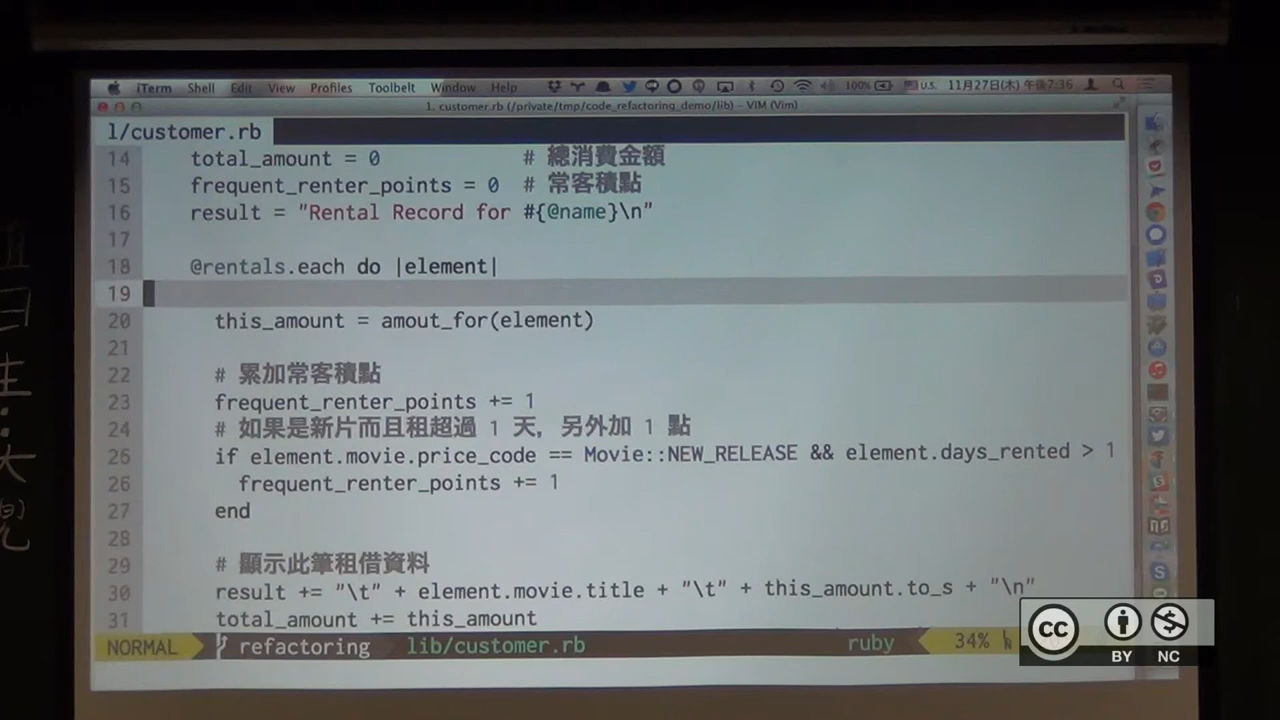 iTerm Shell Edit View Profiles Toolbelt Window Help 100% U.S. 11月27日(木) 午後7:36
1. customer.rb (/private/tmp/code_refactoring_demo/lib) – VIM (Vim)
l/customer.rb
14 total_amount = 0 # 總消費金額
15 frequent_renter_points = 0 # 常客積點
16 result = "Rental Record for #{@name}\n"
17
18 @rentals.each do |element|
19
20 this_amount = amout_for(element)
21
22 # 累加常客積點
23 frequent_renter_points += 1
24 # 如果是新片而且租超過 1 天, 另外加 1 點
25 if element.movie.price_code == Movie::NEW_RELEASE && element.days_rented > 1
26 frequent_renter_points += 1
27 end
28
29 # 顯示此筆租借資料
30 result += "\t" + element.movie.title + "\t" + this_amount.to_s + "\n"
31 total_amount += this_amount
NORMAL refactoring lib/customer.rb ruby 34%
CC BY NC